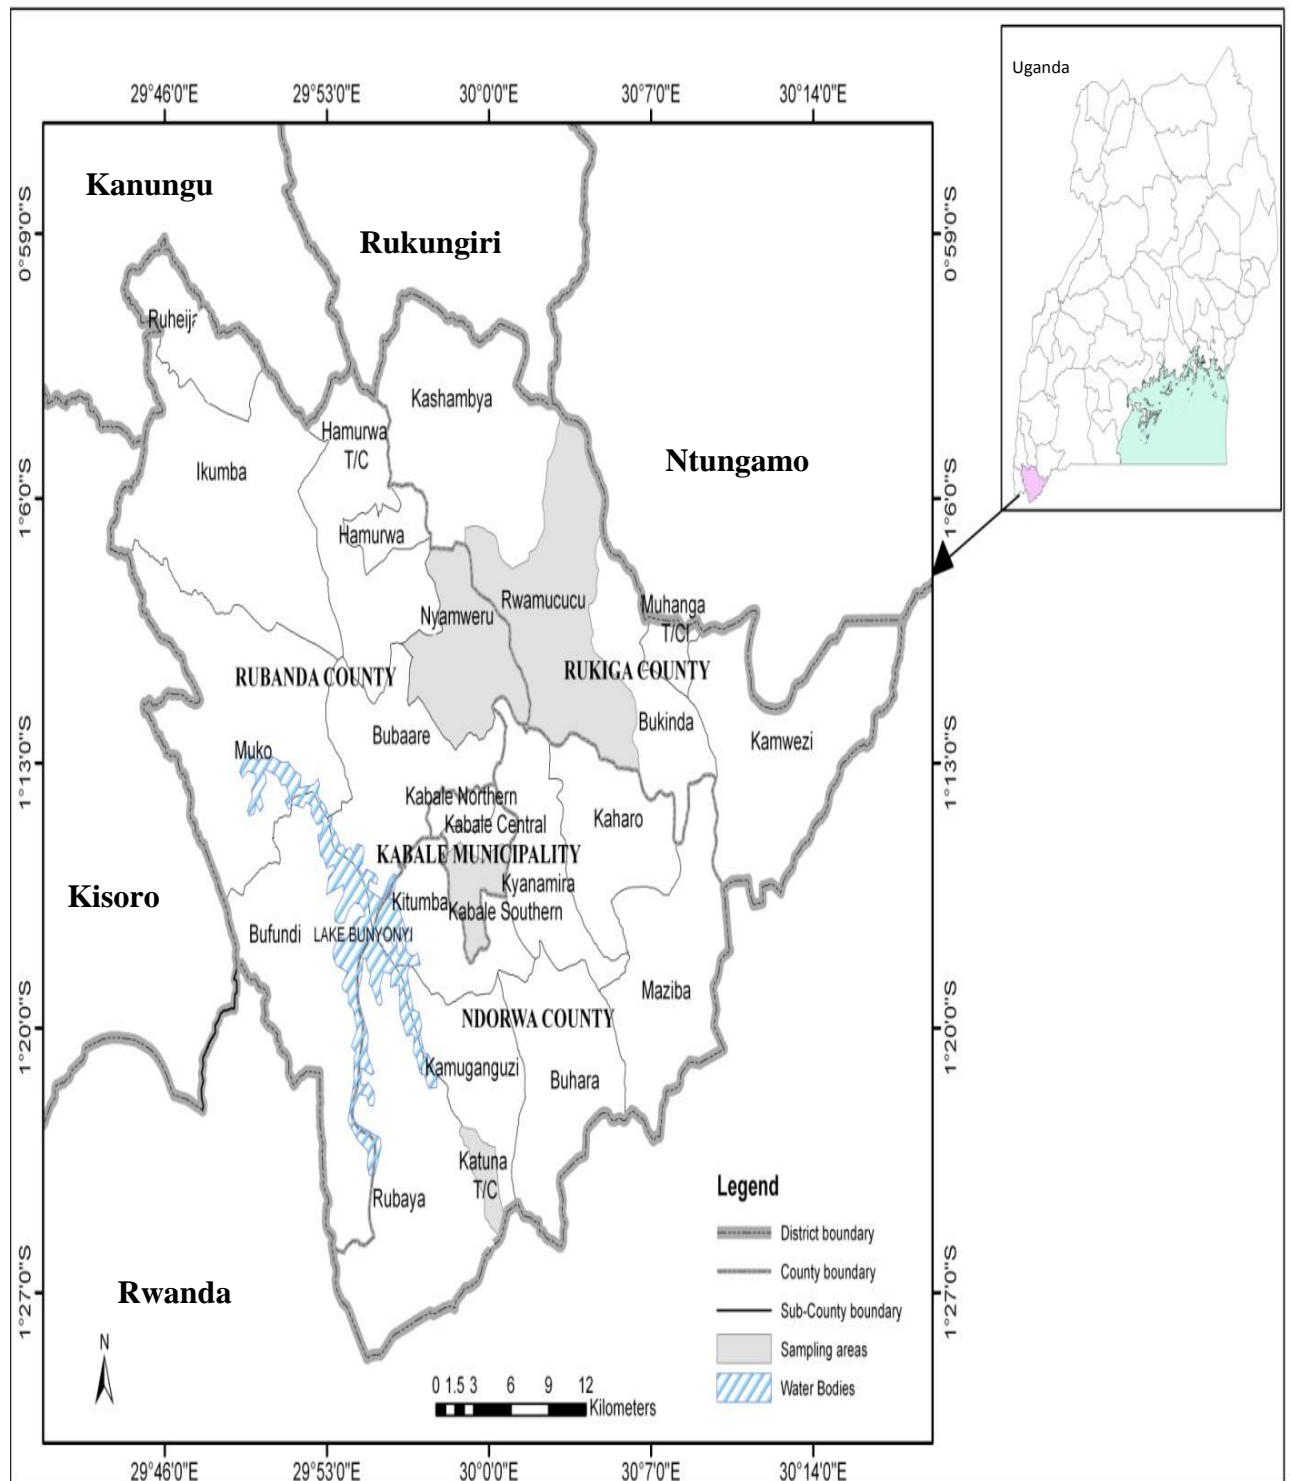 Uganda
29°46'0"E 29°53'0"E 30°0'0"E 30°7'0"E 30°14'0"E
0°59'0"S
0°59'0"S
1°6'0"S
1°6'0"S
1°13'0"S
1°13'0"S
1°20'0"S
1°20'0"S
1°27'0"S
1°27'0"S
Kanungu
Rukungiri
Ruheija
Kashambya
Hamurwa
T/C
Ikumba
Ntungamo
Hamurwa
Nyamweru
Rwamucucu
Muhanga
T/Cl
RUBANDA COUNTY
RUKIGA COUNTY
Bubaare
Bukinda
Kamwezi
Muko
Kabale Northern
Kabale Central
Kaharo
KABALE MUNICIPALITY
Kyanamira
Kisoro
Kitumba
Kabale Southern
Bufundi
LAKE BUNYONYI
Maziba
NDORWA COUNTY
Kamuganguzi
Buhara
Katuna
T/C
Rubaya
Rwanda
N
Legend
District boundary
County boundary
Sub-County boundary
Sampling areas
Water Bodies
0 1.5 3 6 9 12
Kilometers
29°46'0"E 29°53'0"E 30°0'0"E 30°7'0"E 30°14'0"E